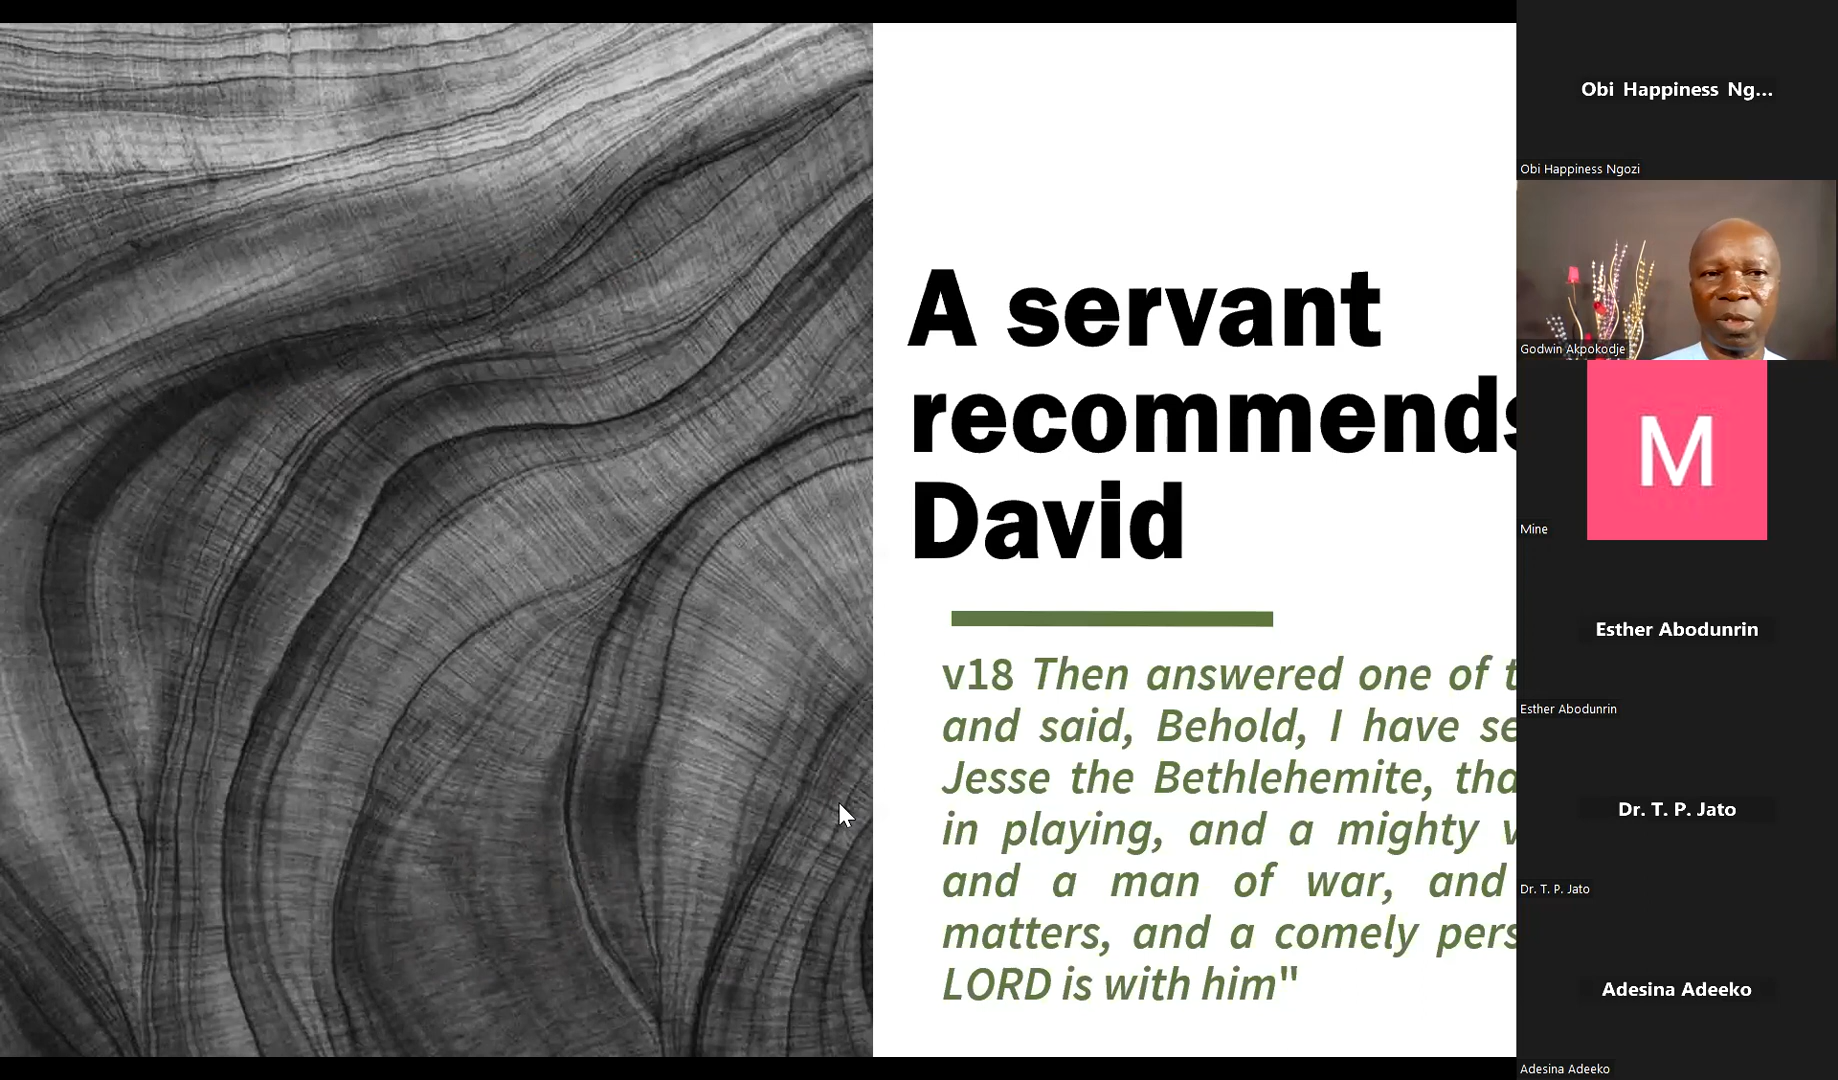 A servant
recommends
David
v18 Then answered one of t
and said, Behold, I have se
Jesse the Bethlehemite, tha
in playing, and a mighty v
and a man of war, and
matters, and a comely pers
LORD is with him"
Obi Happiness Ng...
Obi Happiness Ngozi
Godwin Akpokodje
M
Mine
Esther Abodunrin
Esther Abodunrin
Dr. T. P. Jato
Dr. T. P. Jato
Adesina Adeeko
Adesina Adeeko